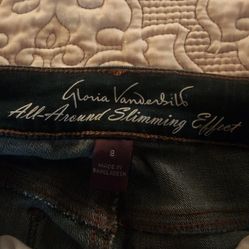 Gloria Vanderbilt
All-Around Slimming Effect
8
MADE IN
BANGLADESH